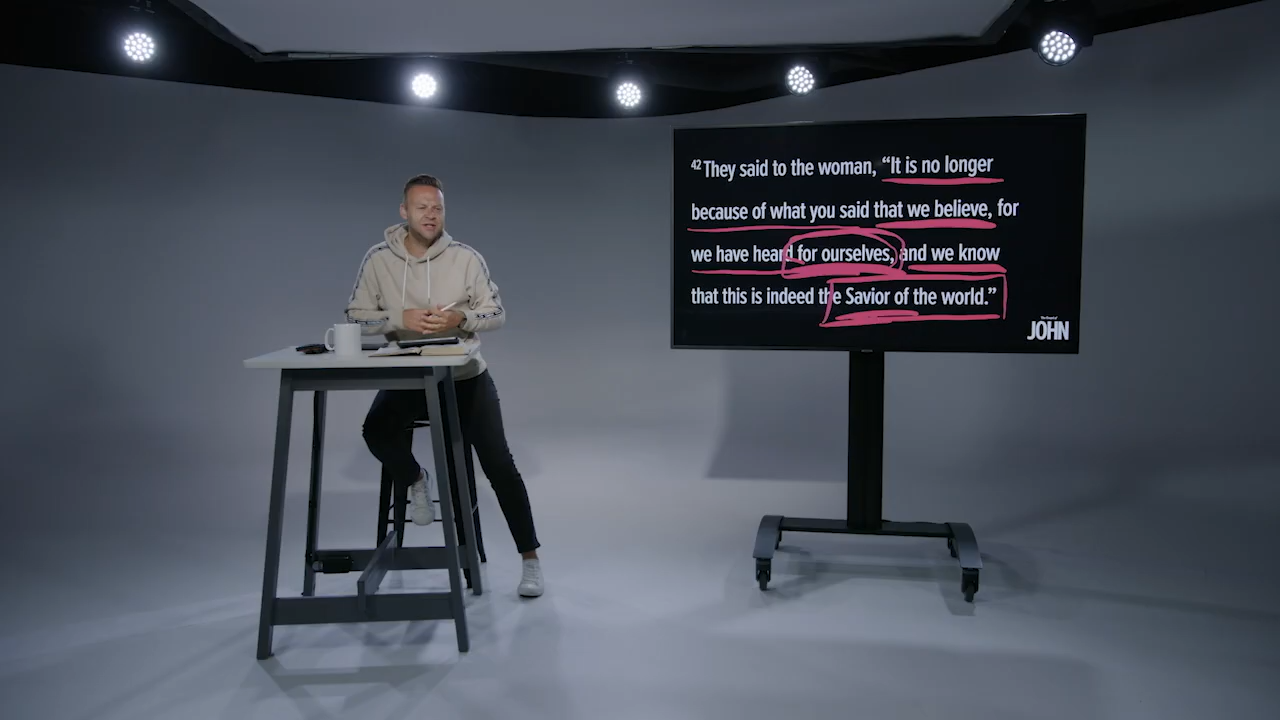 42 They said to the woman, “It is no longer
because of what you said that we believe, for
we have heard for ourselves, and we know
that this is indeed the Savior of the world.”
JOHN